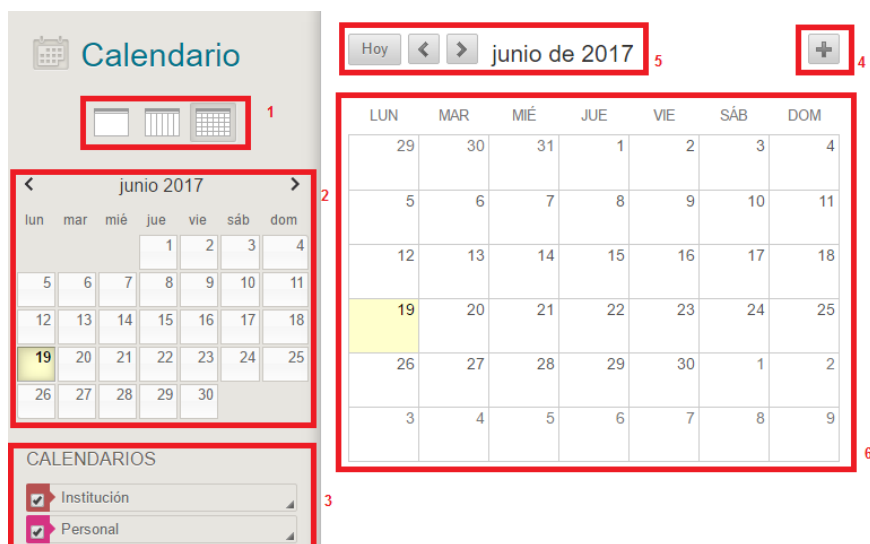 Calendario
1
junio 2017
2
lun mar mié jue vie sáb dom
1 2 3 4
5 6 7 8 9 10 11
12 13 14 15 16 17 18
19 20 21 22 23 24 25
26 27 28 29 30
CALENDARIOS
Institución
3
Personal
Hoy
junio de 2017
5
4
LUN MAR MIÉ JUE VIE SÁB DOM
29 30 31 1 2 3 4
5 6 7 8 9 10 11
12 13 14 15 16 17 18
19 20 21 22 23 24 25
26 27 28 29 30 1 2
3 4 5 6 7 8 9
6